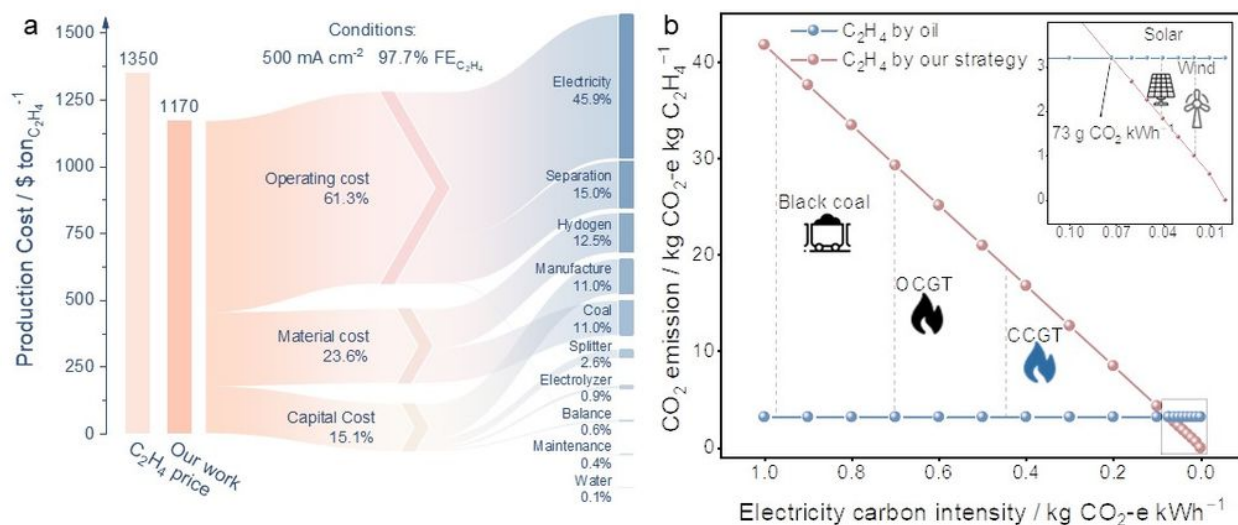 a
Production Cost / $ ton_{C₂H₄}⁻¹
1500
1250
1000
750
500
250
0
1350
1170
C₂H₄ price
Our work
Conditions:
500 mA cm⁻² 97.7% FE_{C₂H₄}
Operating cost
61.3%
Material cost
23.6%
Capital Cost
15.1%
Electricity
45.9%
Separation
15.0%
Hydogen
12.5%
Manufacture
11.0%
Coal
11.0%
Splitter
2.6%
Electrolyzer
0.9%
Balance
0.6%
Maintenance
0.4%
Water
0.1%
b
CO₂ emission / kg CO₂-e kg C₂H₄⁻¹
40
30
20
10
0
C₂H₄ by oil
C₂H₄ by our strategy
Black coal
OCGT
CCGT
1.0 0.8 0.6 0.4 0.2 0.0
Electricity carbon intensity / kg CO₂-e kWh⁻¹
Solar
Wind
73 g CO₂ kWh⁻¹
3
2
1
0
0.10 0.07 0.04 0.01